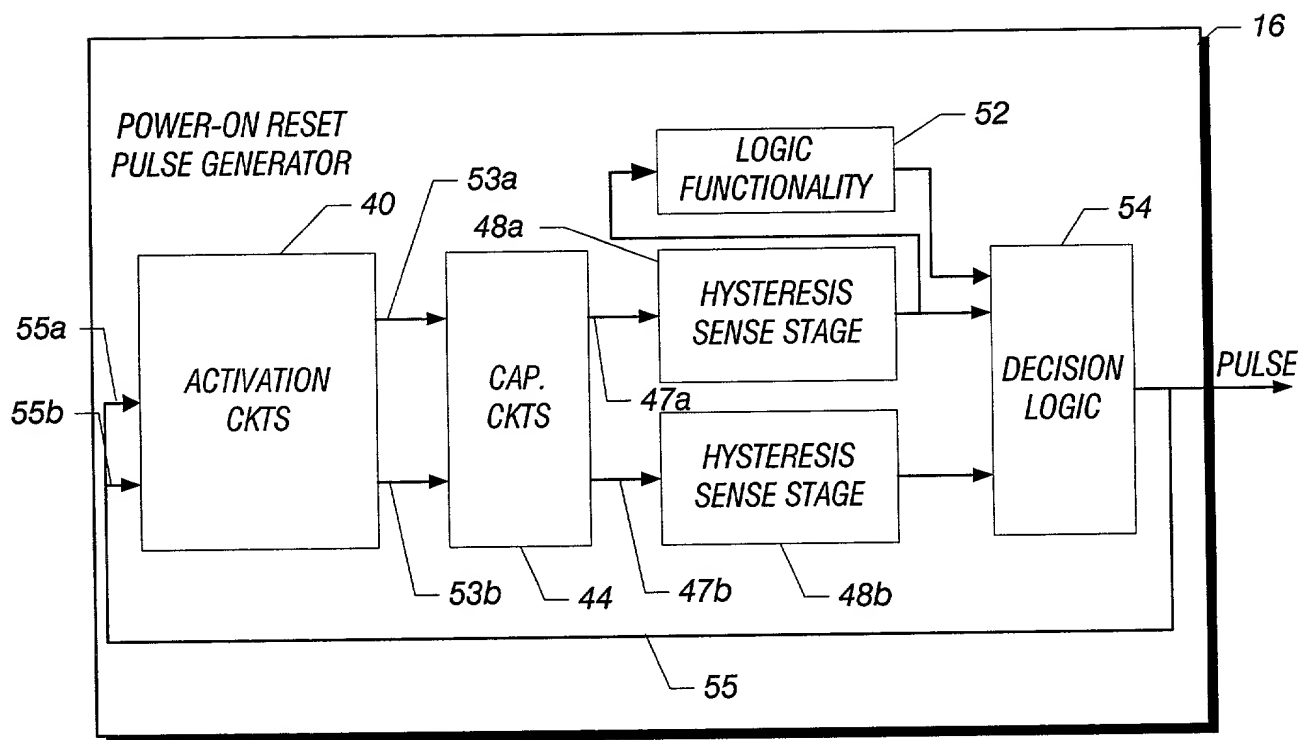 16
POWER-ON RESET
PULSE GENERATOR
52
LOGIC
FUNCTIONALITY
53a
40
48a
54
HYSTERESIS
SENSE STAGE
55a
ACTIVATION
CKTS
CAP.
CKTS
47a
DECISION
LOGIC
PULSE
55b
HYSTERESIS
SENSE STAGE
53b
44
47b
48b
55